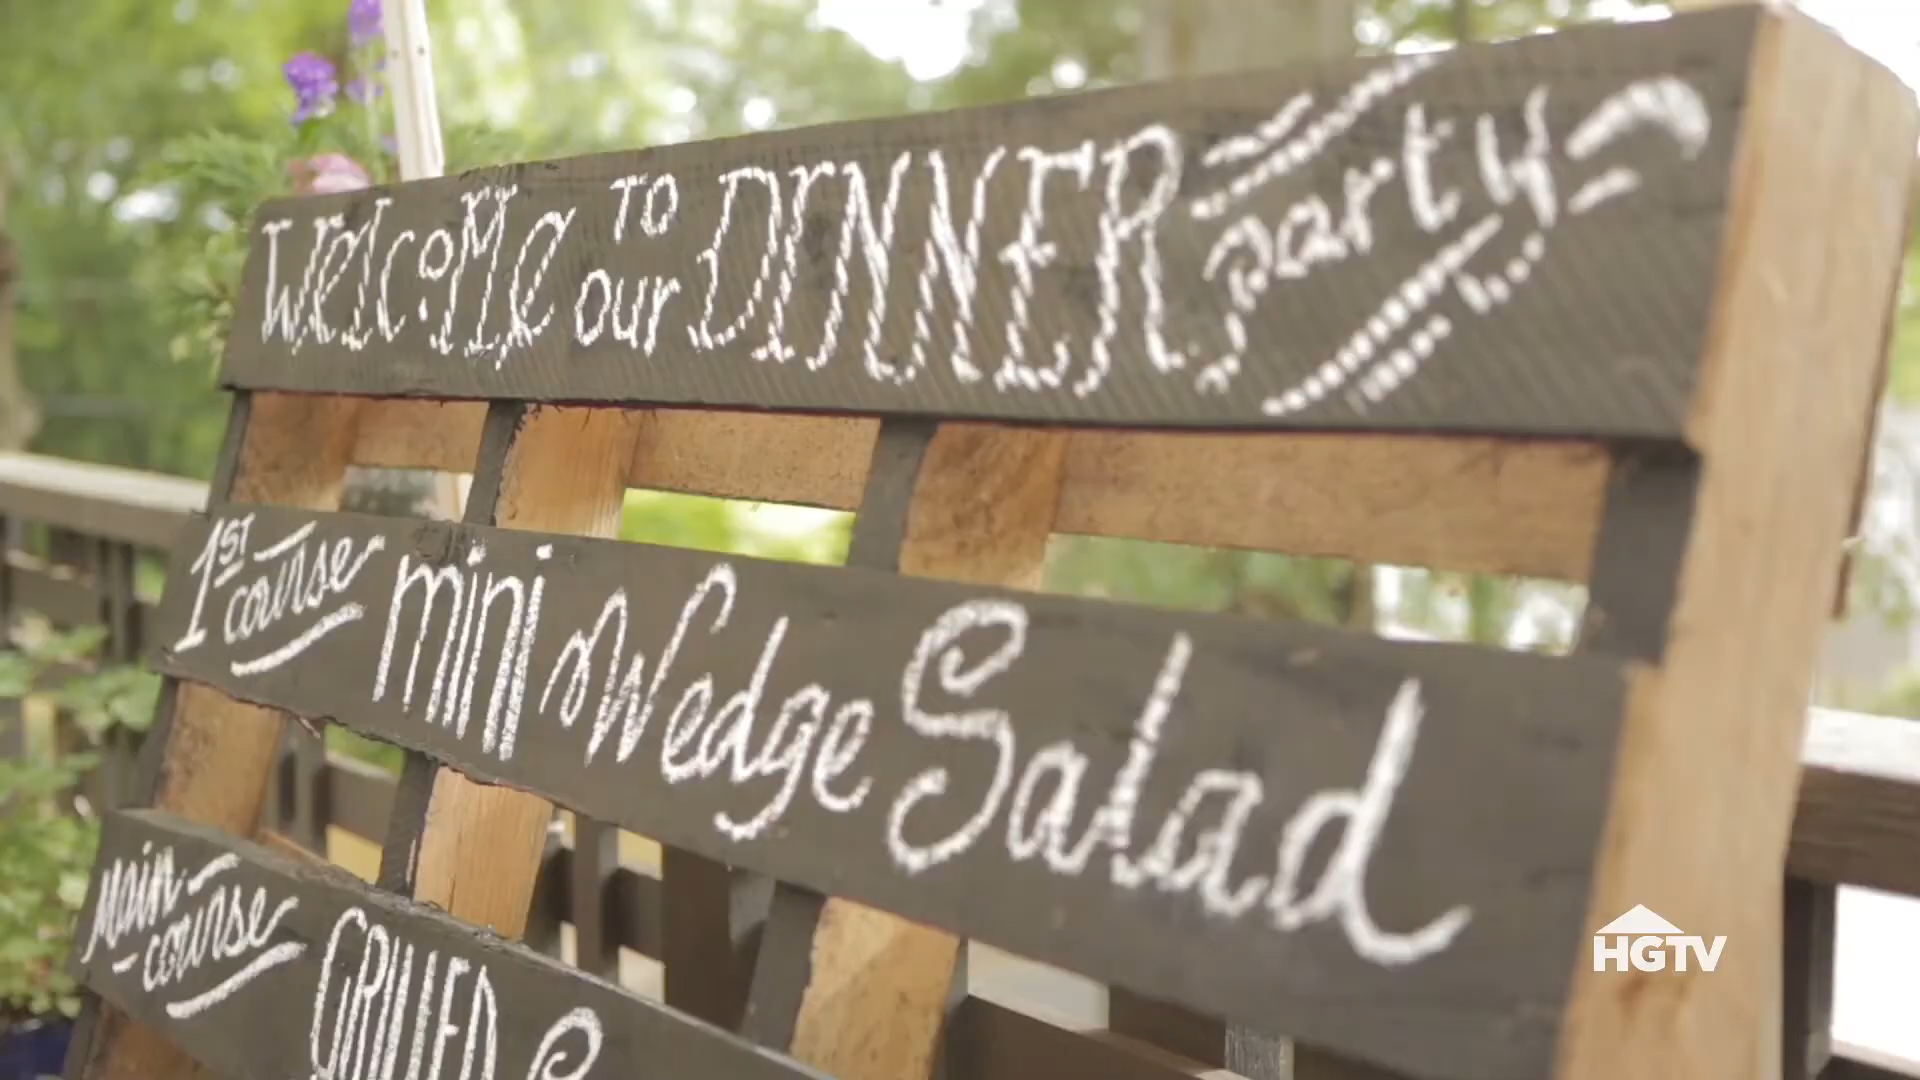 Welcome TO our DINNER party
1ST course mini Wedge Salad
Main course GRILLED
HGTV